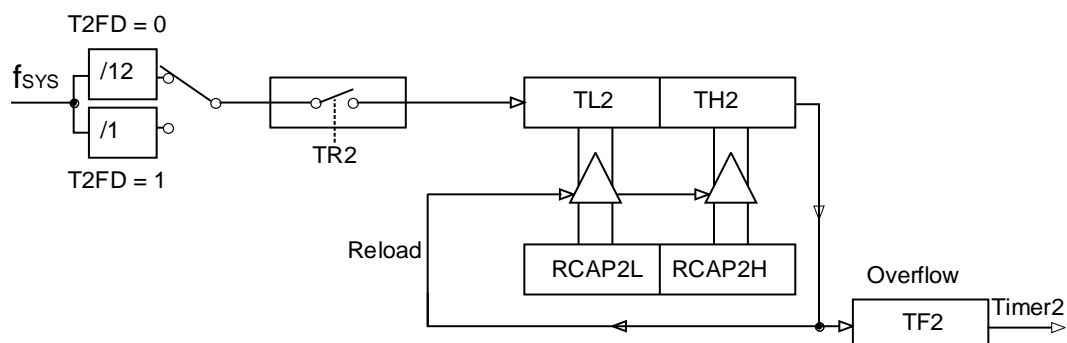 T2FD = 0
fSYS
/12
/1
T2FD = 1
TR2
TL2
TH2
Reload
RCAP2L
RCAP2H
Overflow
TF2
Timer2